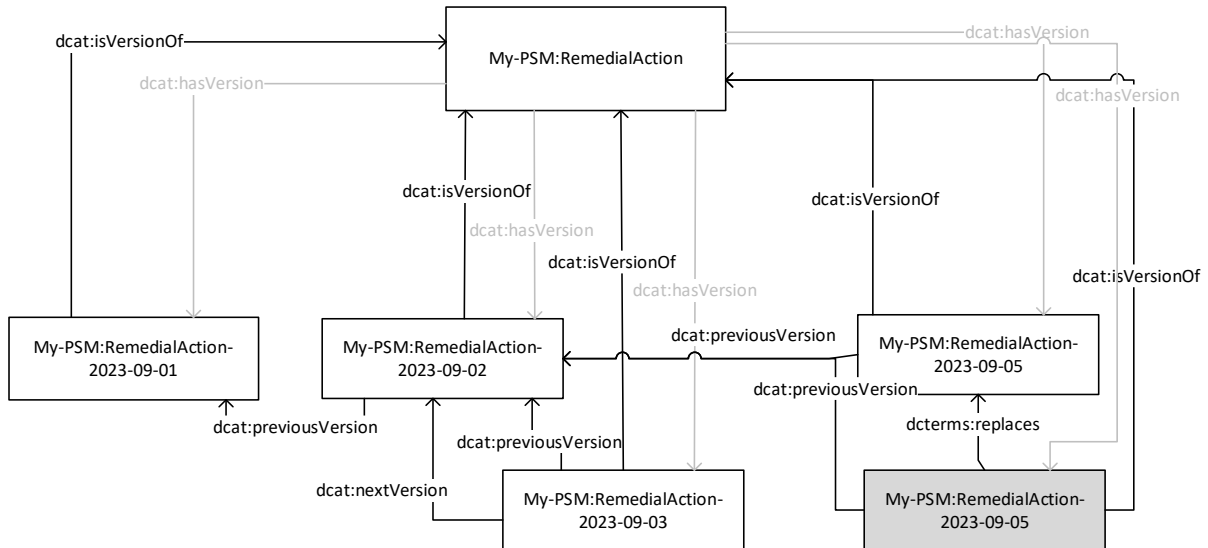 dcat:hasVersion
dcat:isVersionOf
My-PSM:RemedialAction
dcat:hasVersion
dcat:hasVersion
dcat:isVersionOf
dcat:isVersionOf
dcat:hasVersion
dcat:isVersionOf
dcat:isVersionOf
dcat:hasVersion
dcat:previousVersion
My-PSM:RemedialAction-
2023-09-01
My-PSM:RemedialAction-
2023-09-02
My-PSM:RemedialAction-
2023-09-05
dcat:previousVersion
dcat:previousVersion
dcat:previousVersion
dcterms:replaces
dcat:nextVersion
My-PSM:RemedialAction-
2023-09-03
My-PSM:RemedialAction-
2023-09-05